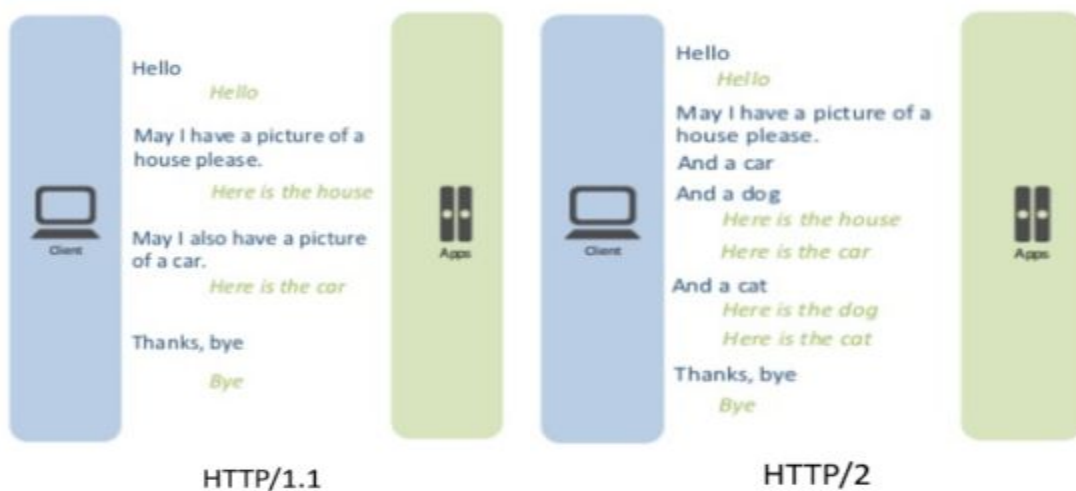 Hello
Hello
May I have a picture of a
house please.
Here is the house
May I also have a picture
of a car.
Here is the car
Thanks, bye
Bye
Client
Apps
HTTP/1.1
Hello
Hello
May I have a picture of a
house please.
And a car
And a dog
Here is the house
Here is the car
And a cat
Here is the dog
Here is the cat
Thanks, bye
Bye
Client
Apps
HTTP/2